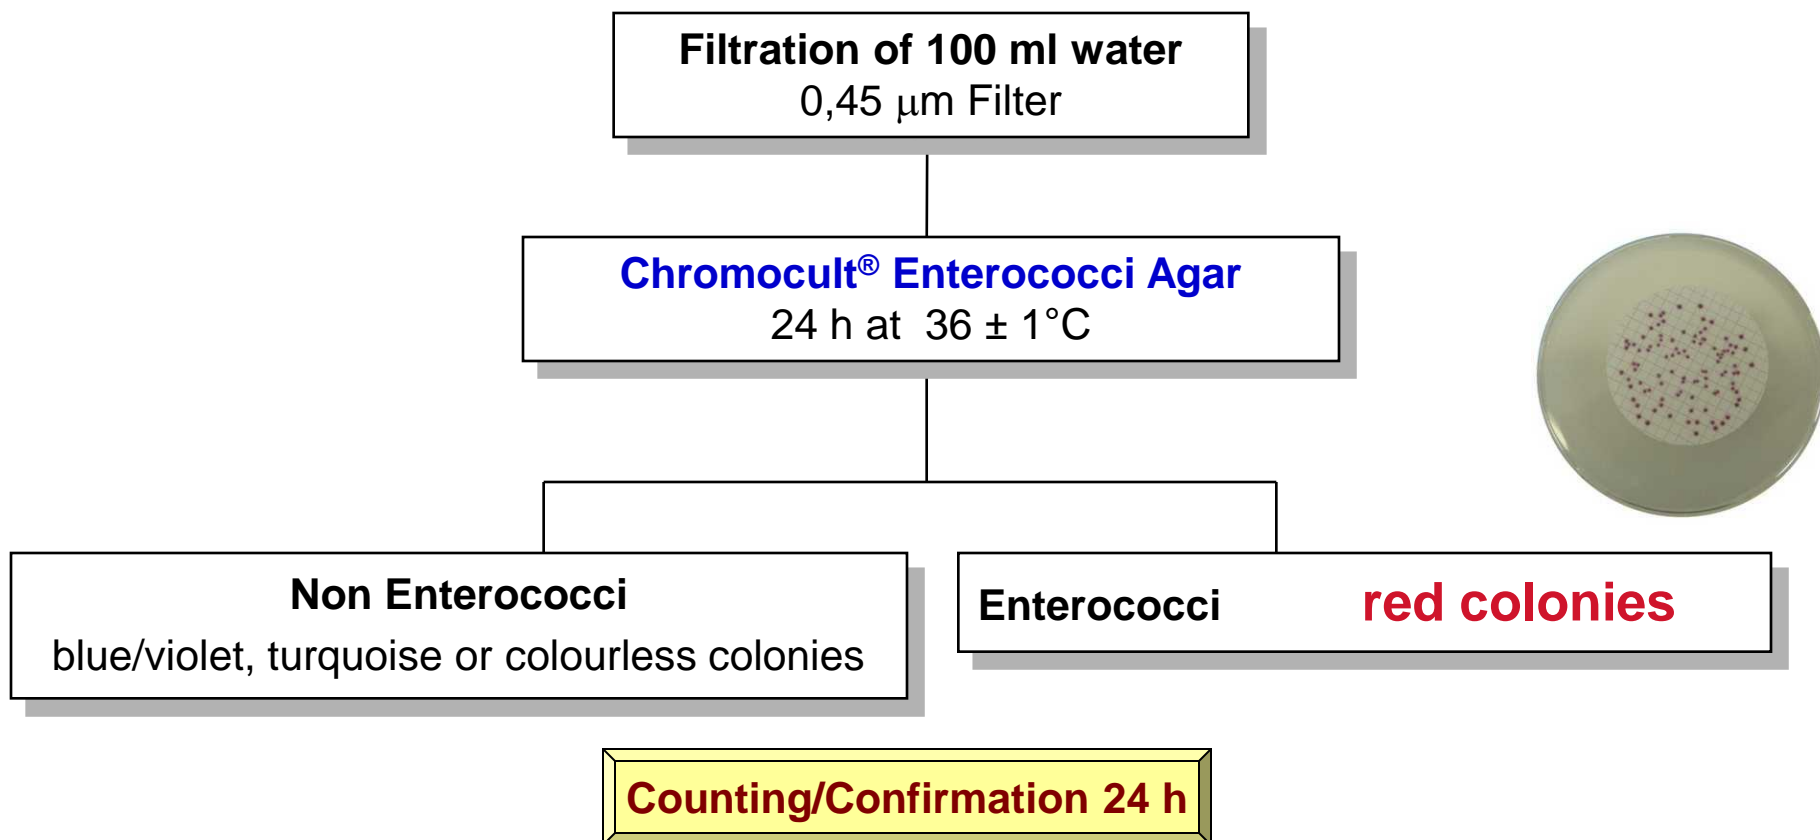 Filtration of 100 ml water
0,45 μm Filter
Chromocult® Enterococci Agar
24 h at 36 ± 1°C
Non Enterococci
blue/violet, turquoise or colourless colonies
Enterococci red colonies
Counting/Confirmation 24 h